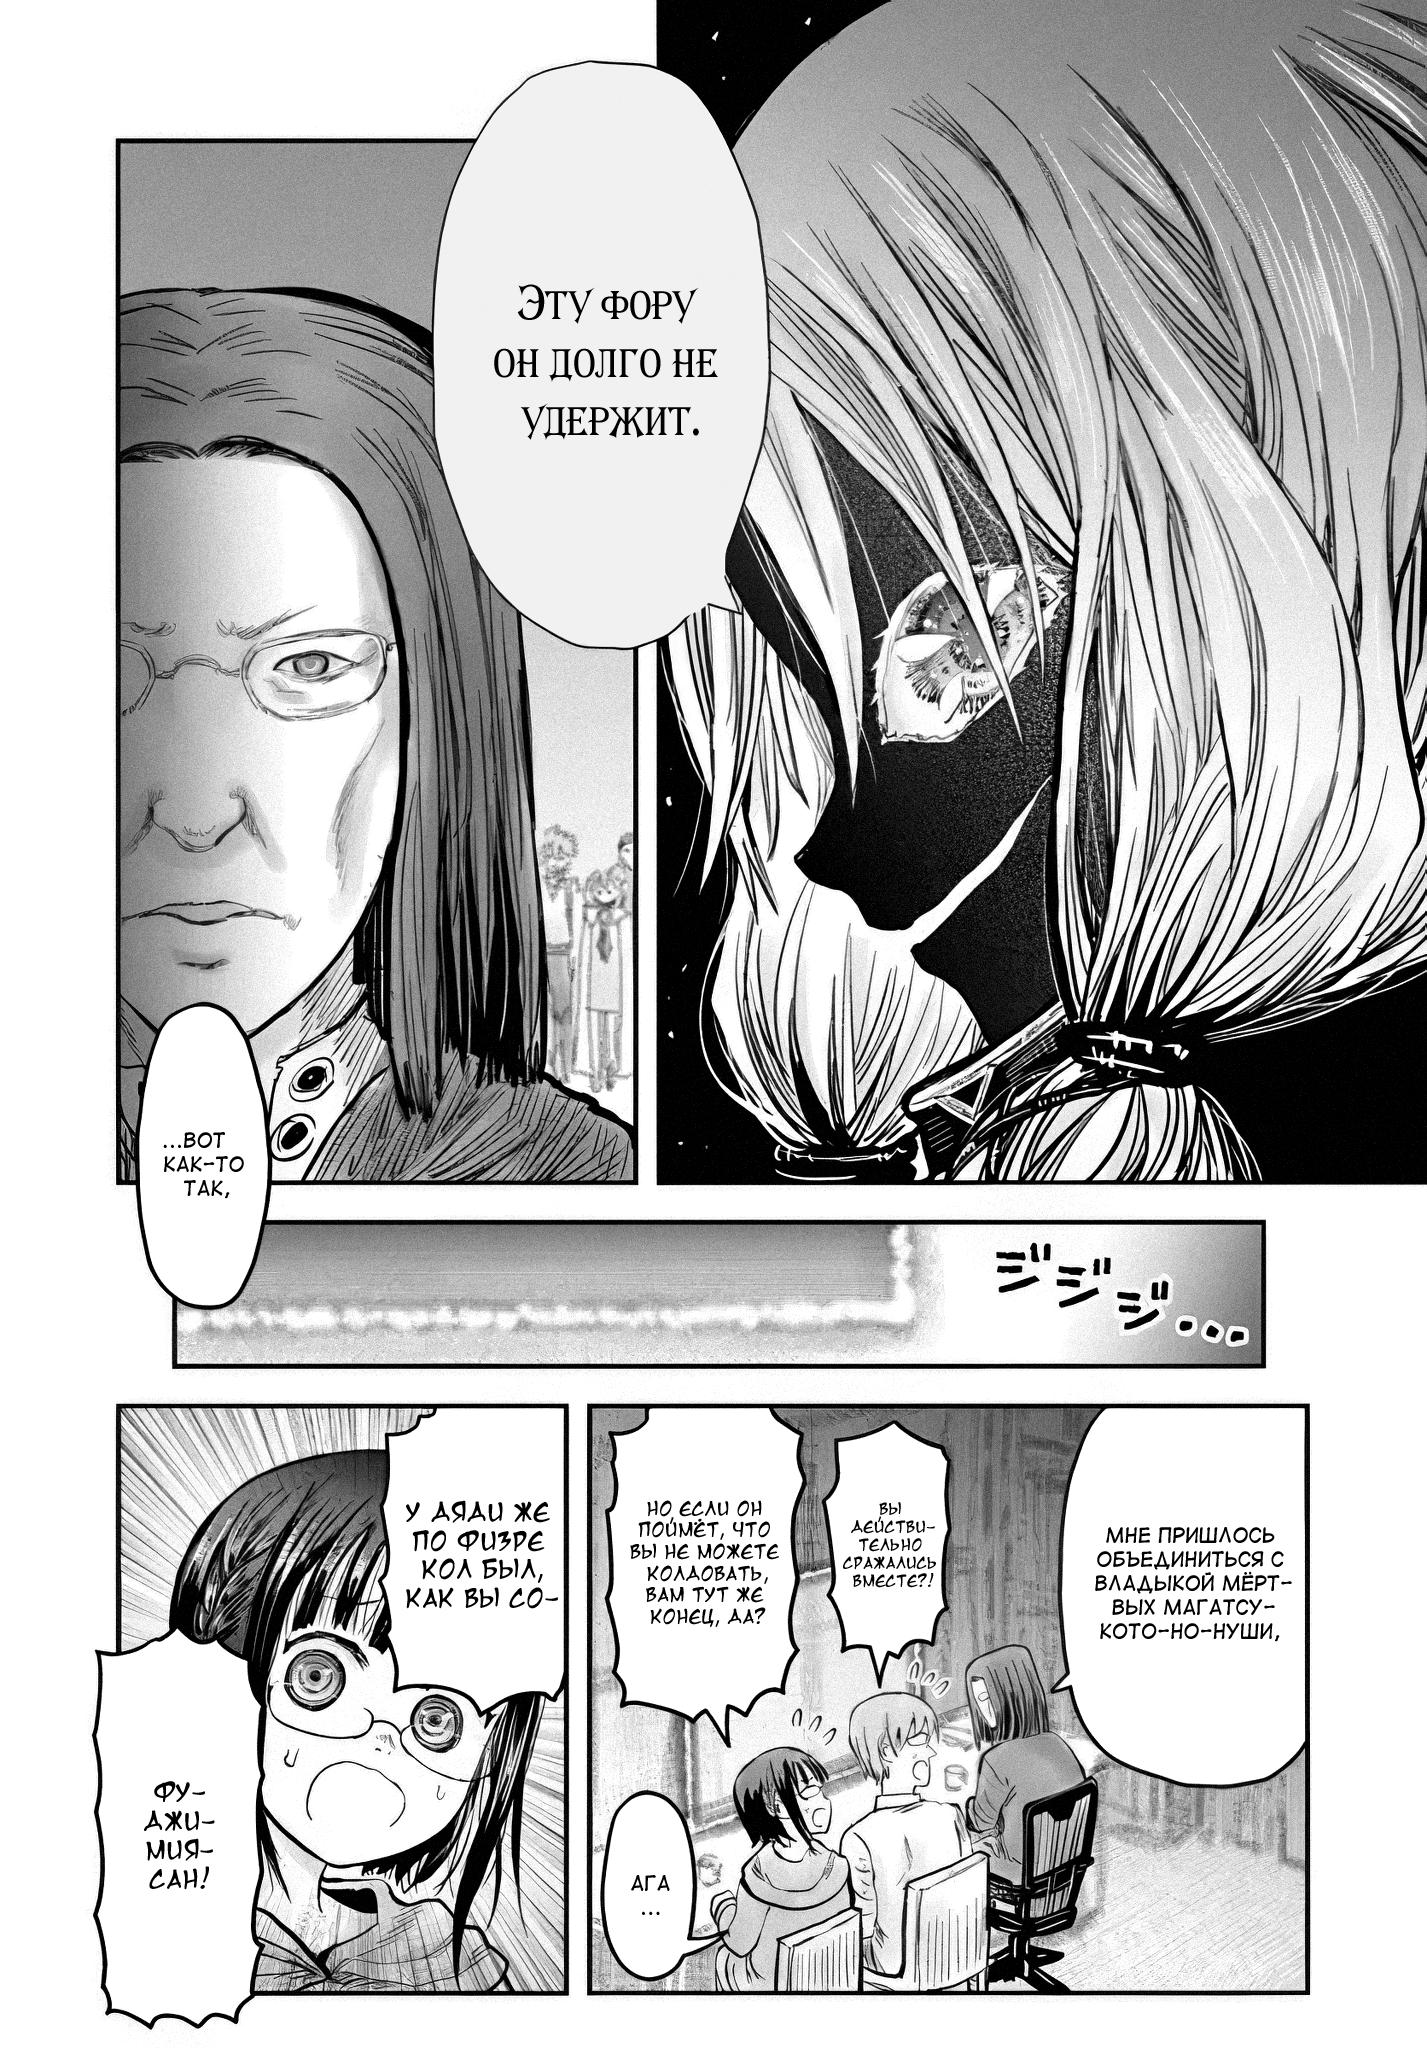 Эту фору
он долго не
удержит.
...ВОТ
КАК-ТО
ТАК,
ジジジ...
МНЕ ПРИШЛОСЬ
ОБЪЕДИНИТЬСЯ С
ВЛАДЫКОЙ МЁРТ-
ВЫХ МАГАТСУ-
КОТО-НО-НУШИ,
ВЫ
ДЕЙСТВИ-
ТЕЛЬНО
СРАЖАЛИСЬ
ВМЕСТЕ?!
НО ЕСЛИ ОН
ПОЙМЁТ, ЧТО
ВЫ НЕ МОЖЕТЕ
КОЛДОВАТЬ,
ВАМ ТУТ ЖЕ
КОНЕЦ, ДА?
АГА
...
У ДЯДИ ЖЕ
ПО ФИЗРЕ
КОЛ БЫЛ,
КАК ВЫ СО-
ФУ-
ДЖИ-
МИЯ-
САН!